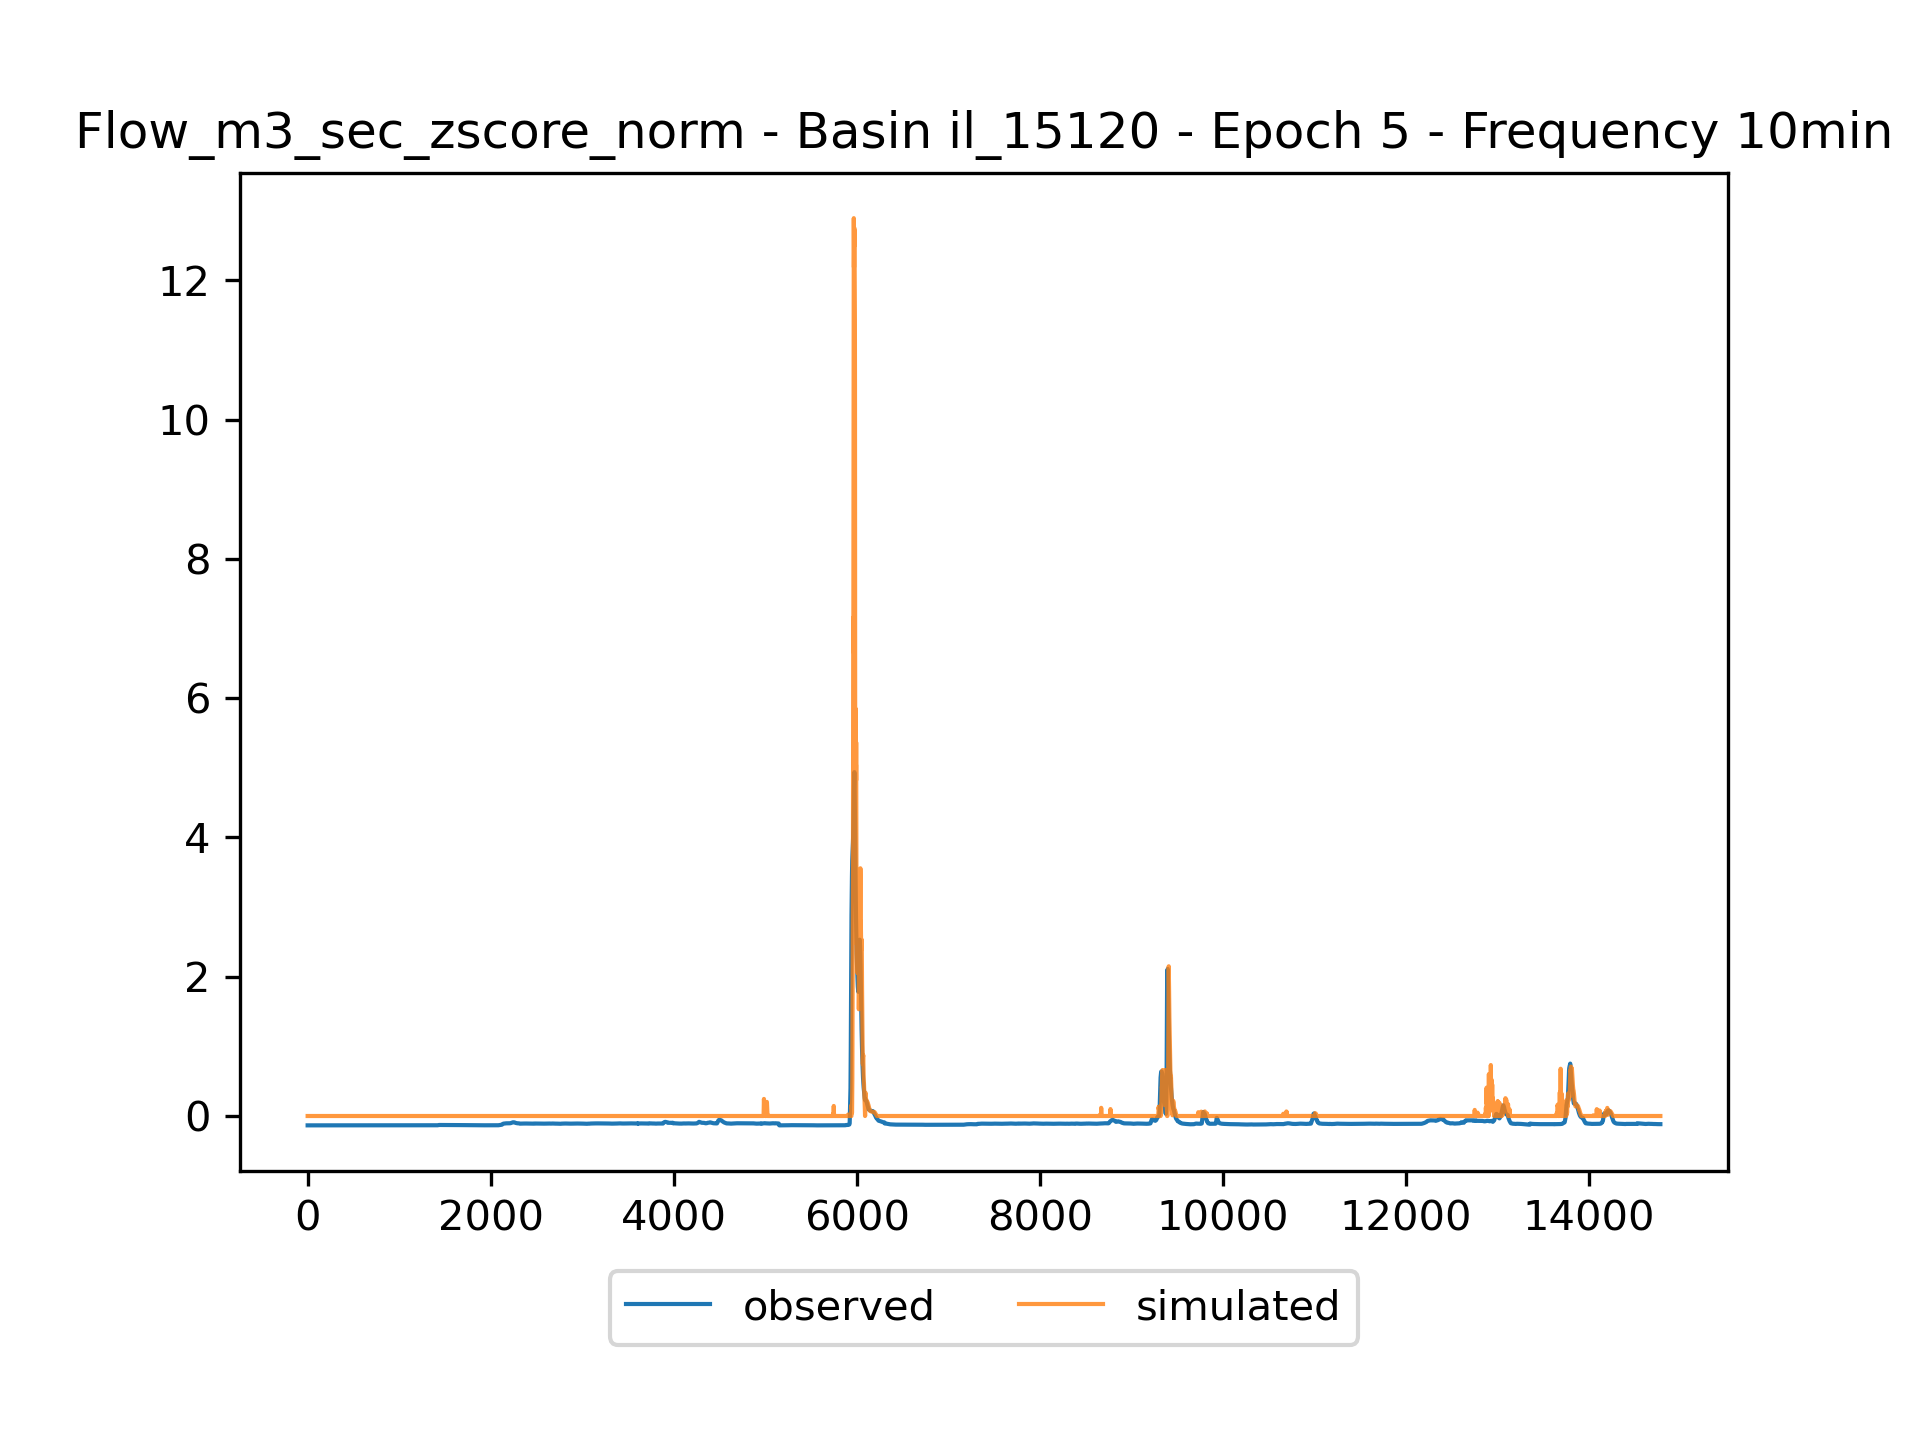 Flow_m3_sec_zscore_norm - Basin il_15120 - Epoch 5 - Frequency 10min
12
10
8
6
4
2
0
0 2000 4000 6000 8000 10000 12000 14000
observed simulated